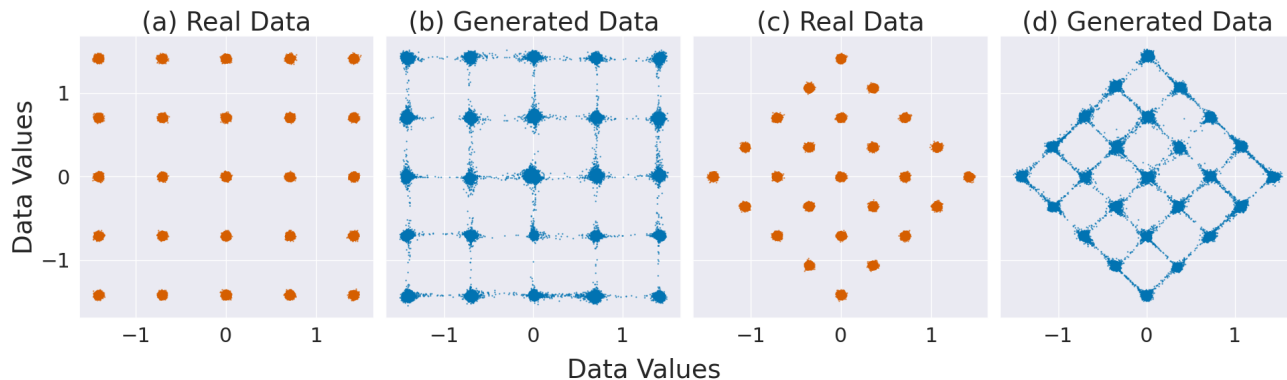 (a) Real Data
(b) Generated Data
(c) Real Data
(d) Generated Data
Data Values
1
0
−1
−1 0 1
−1 0 1
−1 0 1
−1 0 1
Data Values